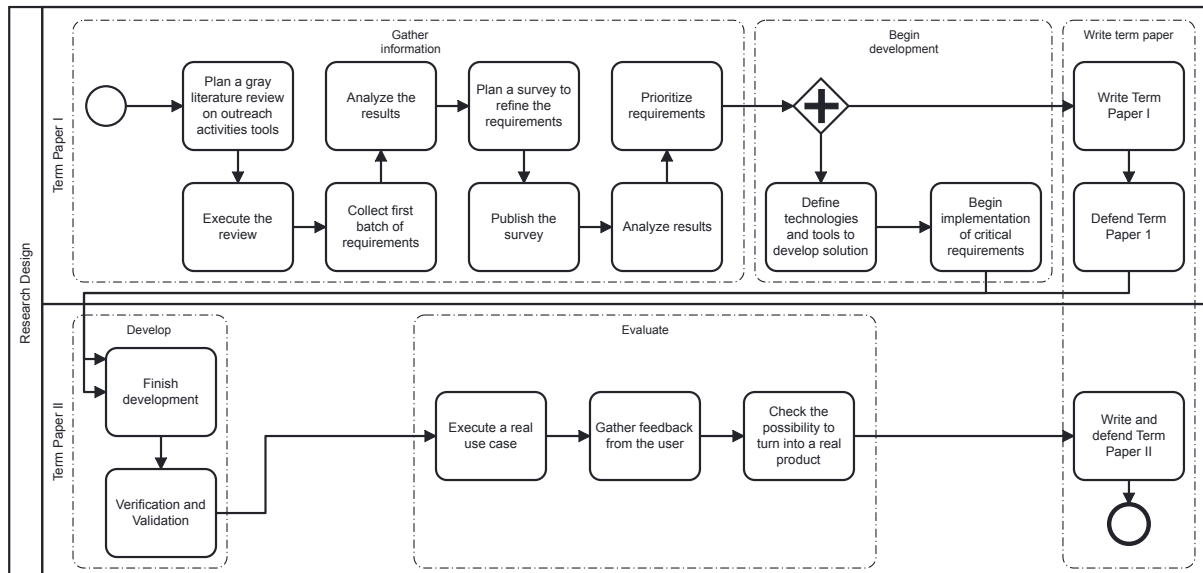 Research Design
Term Paper I
Gather
information
Plan a gray
literature review
on outreach
activities tools
Execute the
review
Collect first
batch of
requirements
Analyze the
results
Plan a survey to
refine the
requirements
Publish the
survey
Analyze results
Prioritize
requirements
Begin
development
Define
technologies
and tools to
develop solution
Begin
implementation
of critical
requirements
Write term paper
Write Term
Paper I
Defend Term
Paper 1
Term Paper II
Develop
Finish
development
Verification and
Validation
Evaluate
Execute a real
use case
Gather feedback
from the user
Check the
possibility to
turn into a real
product
Write and
defend Term
Paper II